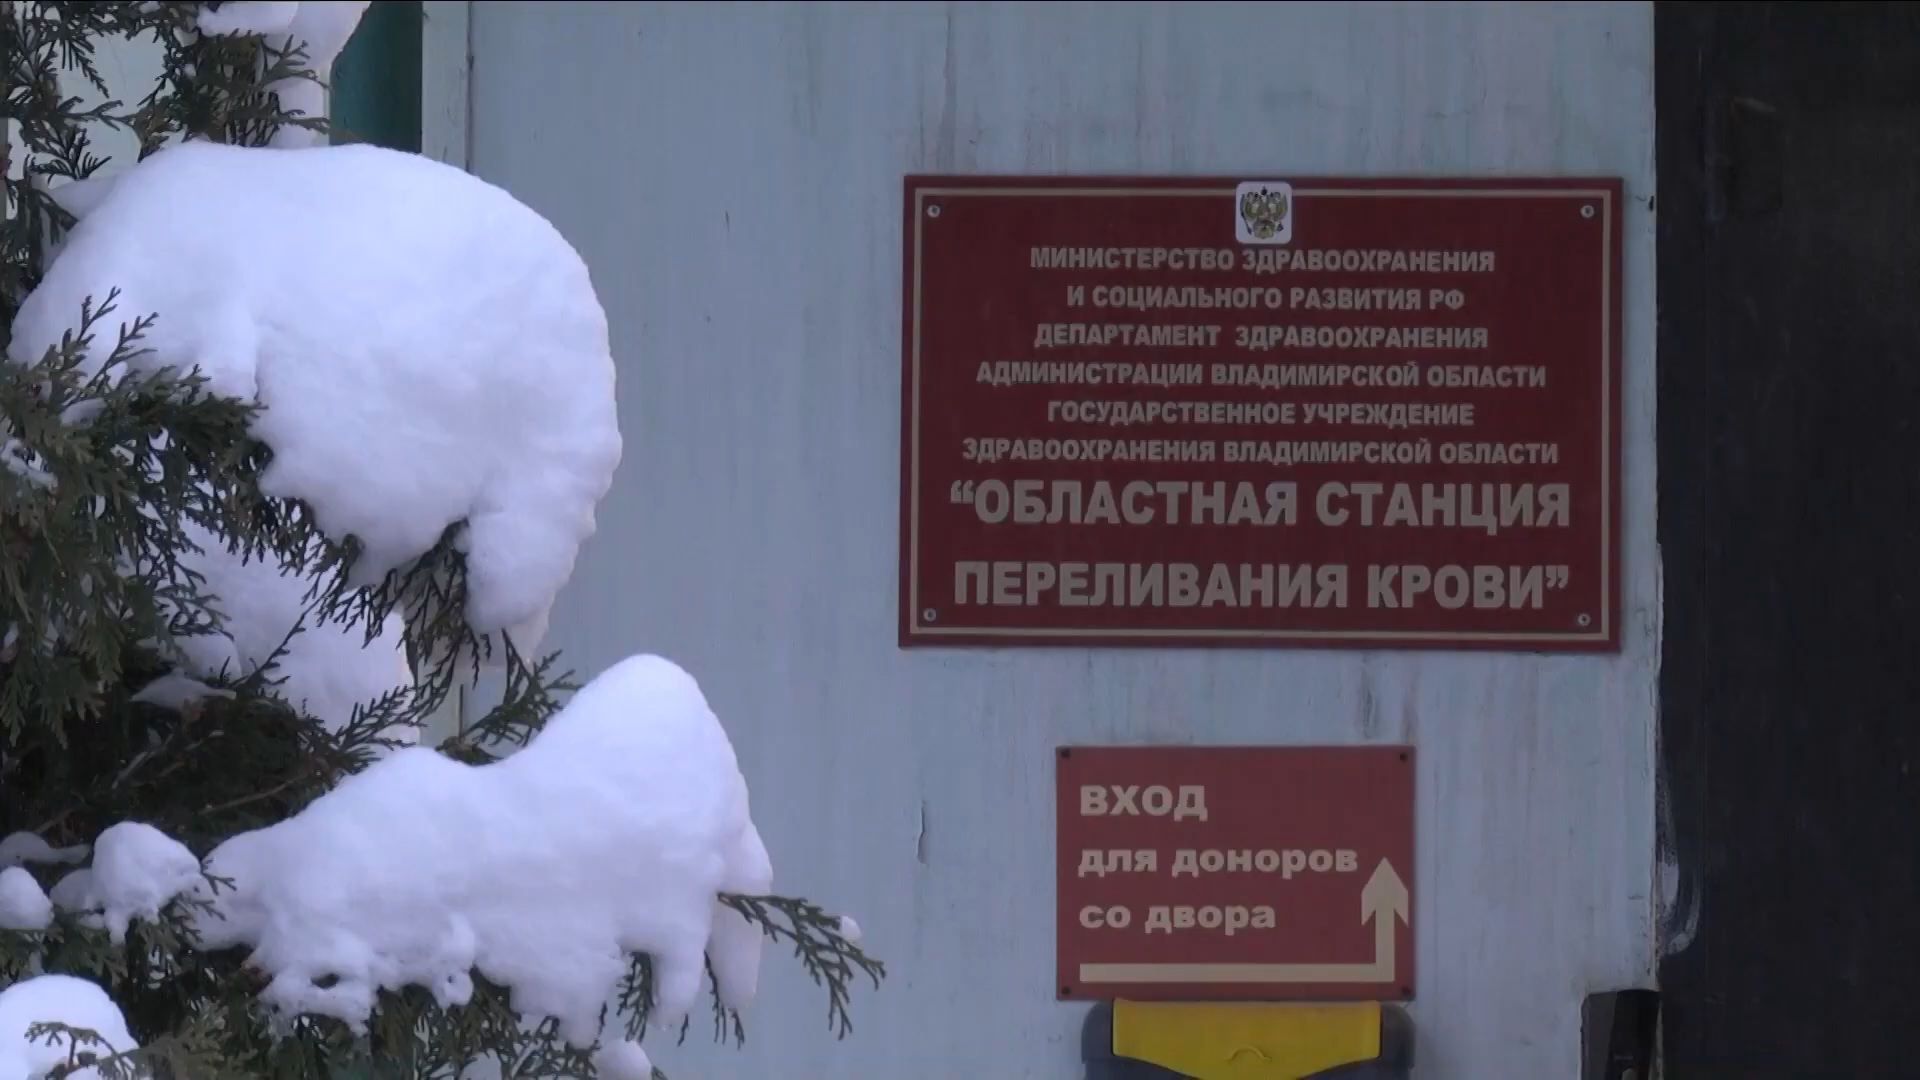 МИНИСТЕРСТВО ЗДРАВООХРАНЕНИЯ
И СОЦИАЛЬНОГО РАЗВИТИЯ РФ
ДЕПАРТАМЕНТ ЗДРАВООХРАНЕНИЯ
АДМИНИСТРАЦИИ ВЛАДИМИРСКОЙ ОБЛАСТИ
ГОСУДАРСТВЕННОЕ УЧРЕЖДЕНИЕ
ЗДРАВООХРАНЕНИЯ ВЛАДИМИРСКОЙ ОБЛАСТИ
“ОБЛАСТНАЯ СТАНЦИЯ
ПЕРЕЛИВАНИЯ КРОВИ”
ВХОД
для доноров
со двора